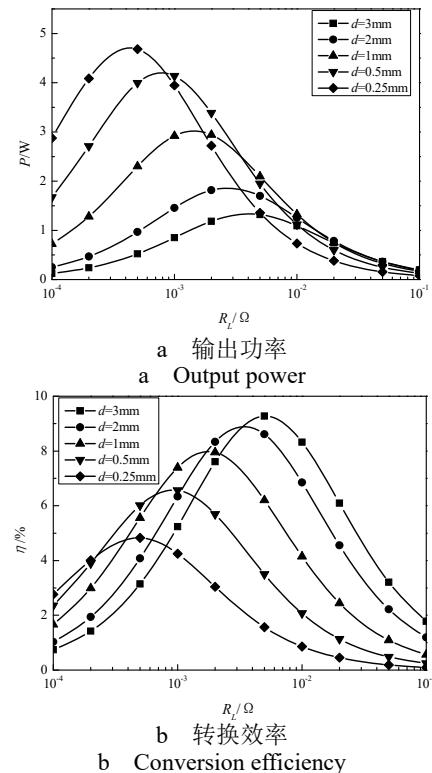 5
4
3
2
1
0
P/W
d=3mm
d=2mm
d=1mm
d=0.5mm
d=0.25mm
10⁻⁴
10⁻³
10⁻²
10⁻¹
R_L/Ω
a 输出功率
a Output power
10
8
6
4
2
0
η/%
d=3mm
d=2mm
d=1mm
d=0.5mm
d=0.25mm
10⁻⁴
10⁻³
10⁻²
10⁻¹
R_L/Ω
b 转换效率
b Conversion efficiency